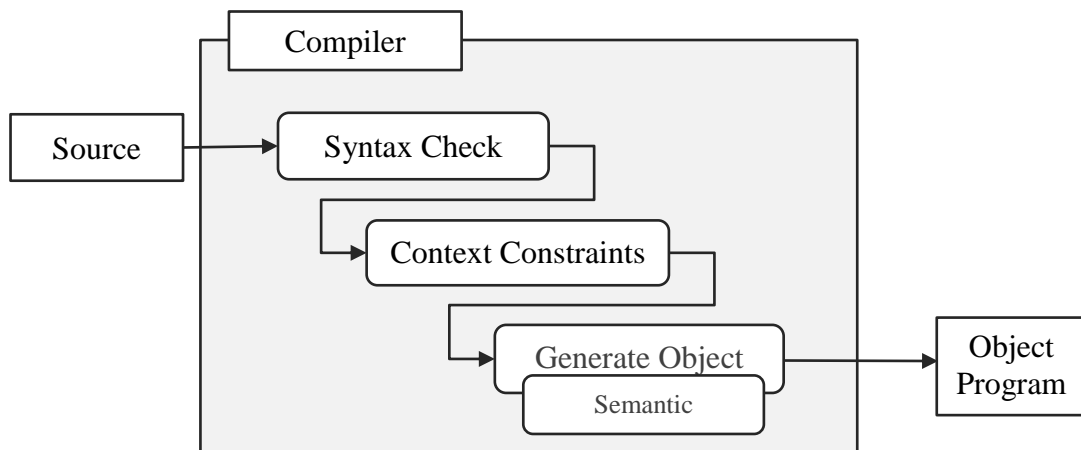 Compiler
Source
Syntax Check
Context Constraints
Generate Object
Semantic
Object
Program